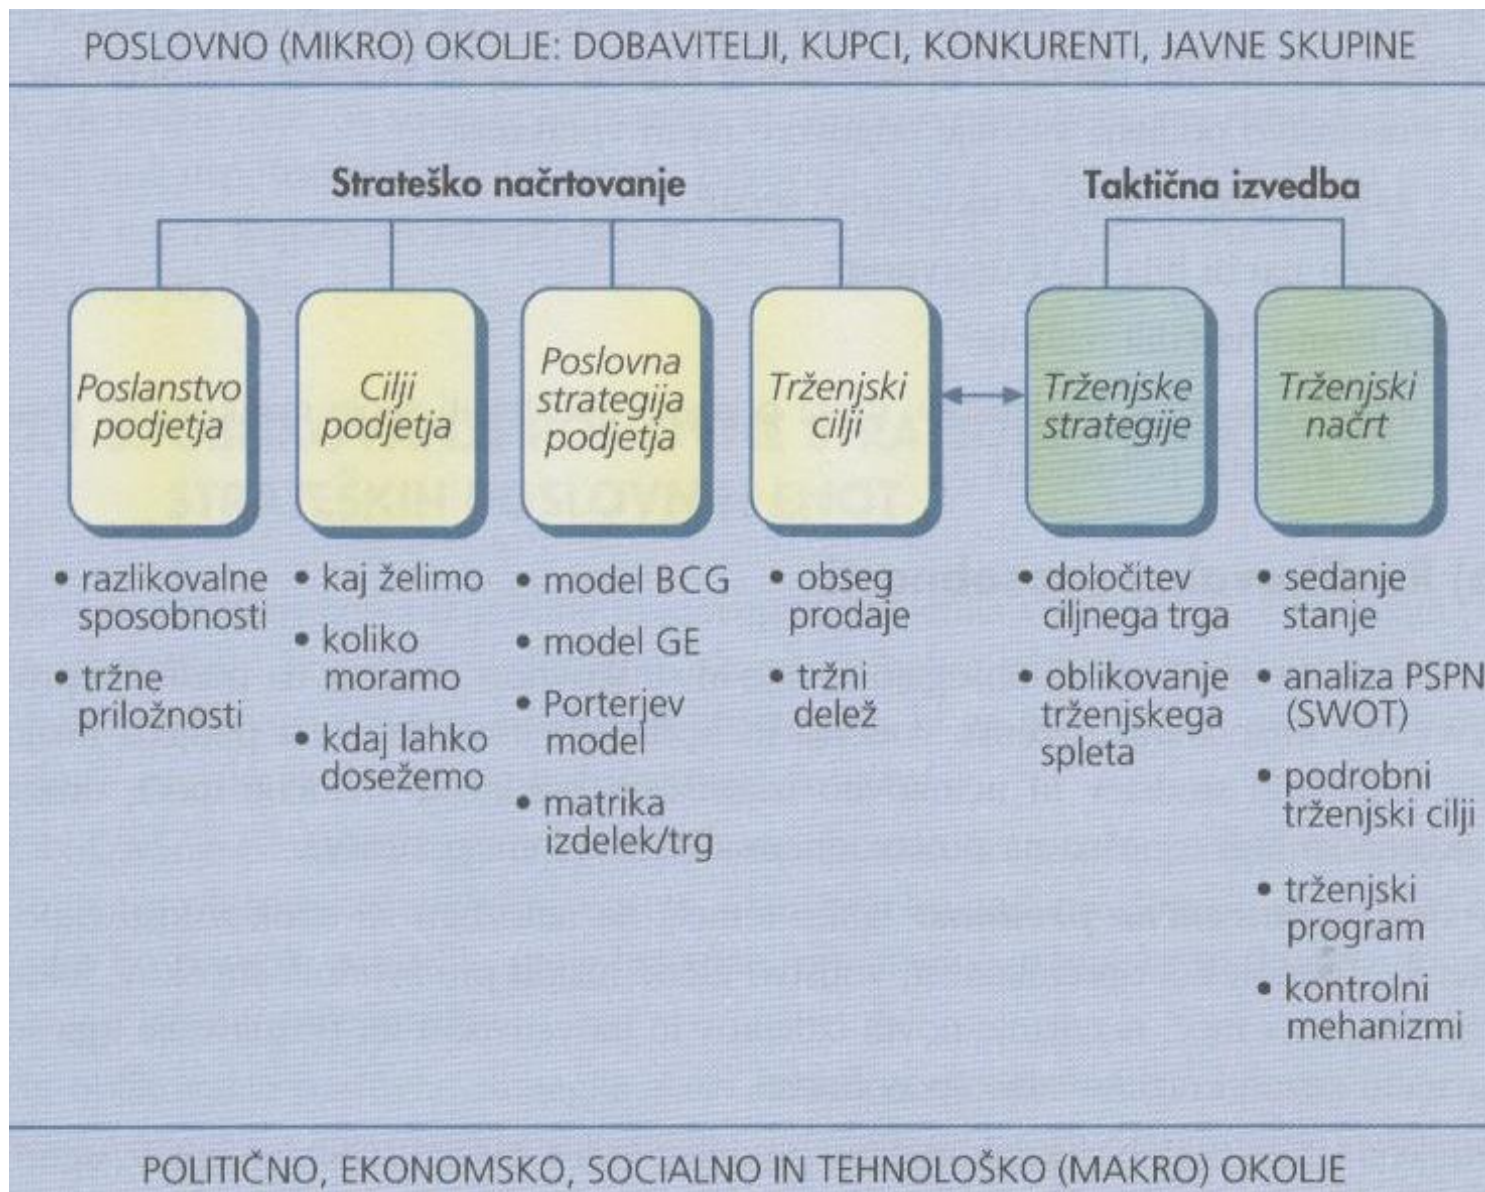 POSLOVNO (MIKRO) OKOLJE: DOBAVITELJI, KUPCI, KONKURENTI, JAVNE SKUPINE
Strateško načrtovanje
Taktična izvedba
Poslanstvo
podjetja
Cilji
podjetja
Poslovna
strategija
podjetja
Trženjski
cilji
Trženjske
strategije
Trženjski
načrt
• razlikovalne
sposobnosti
• tržne
priložnosti
• kaj želimo
• koliko
moramo
• kdaj lahko
dosežemo
• model BCG
• model GE
• Porterjev
model
• matrika
izdelek/trg
• obseg
prodaje
• tržni
delež
• določitev
ciljnega trga
• oblikovanje
trženjskega
spleta
• sedanje
stanje
• analiza PSPN
(SWOT)
• podrobni
trženjski cilji
• trženjski
program
• kontrolni
mehanizmi
POLITIČNO, EKONOMSKO, SOCIALNO IN TEHNOLOŠKO (MAKRO) OKOLJE